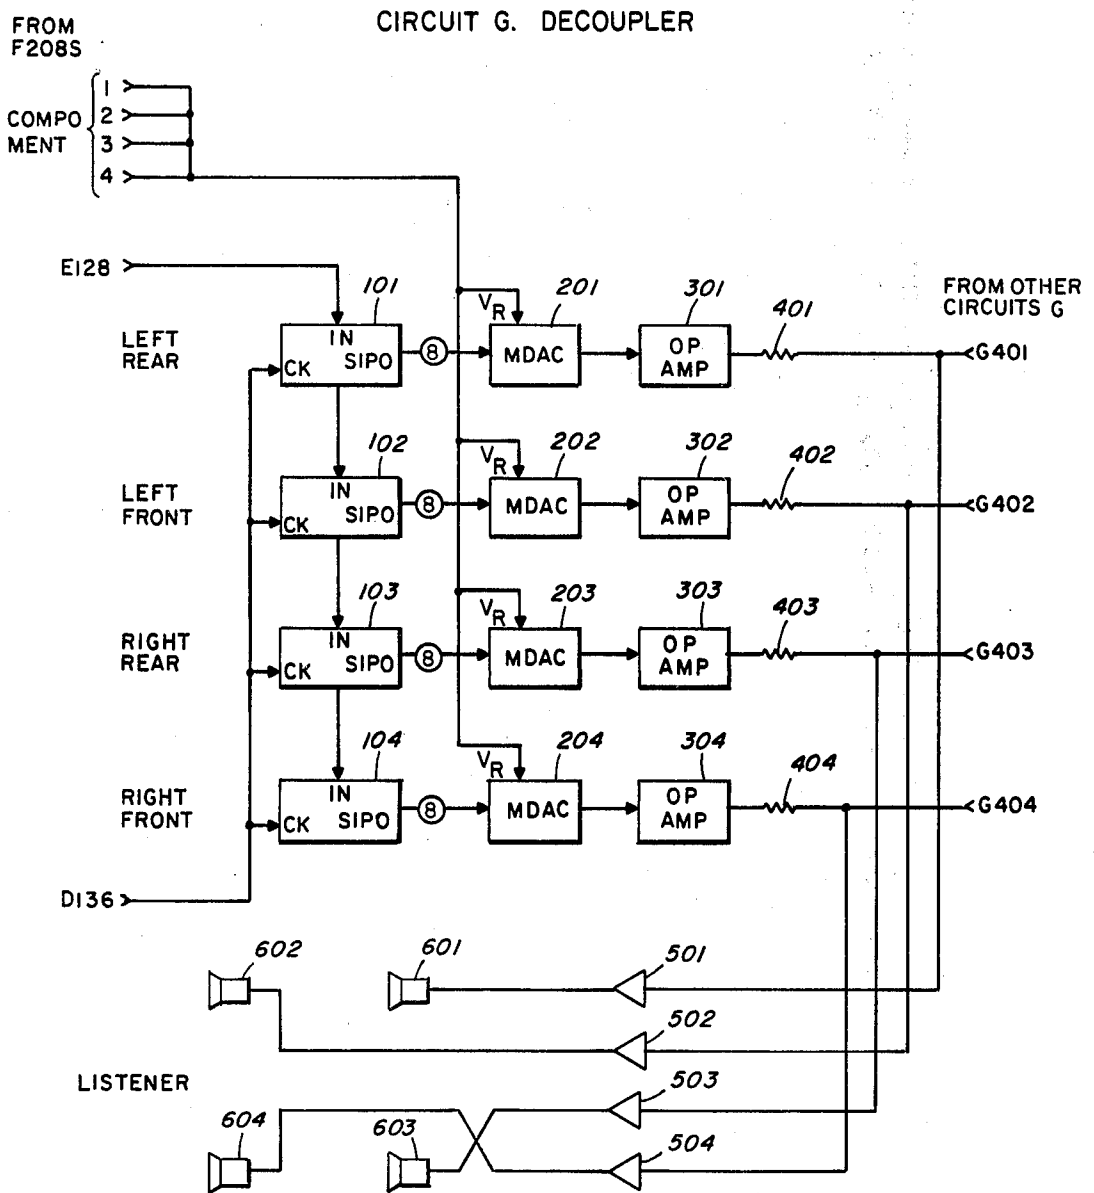 CIRCUIT G. DECOUPLER
FROM
F208S
COMPO
MENT
1
2
3
4
E128
FROM OTHER
CIRCUITS G
LEFT
REAR
101
IN
SIPO
CK
8
VR
201
MDAC
301
OP
AMP
401
G401
LEFT
FRONT
102
IN
SIPO
CK
8
VR
202
MDAC
302
OP
AMP
402
G402
RIGHT
REAR
103
IN
SIPO
CK
8
VR
203
MDAC
303
OP
AMP
403
G403
RIGHT
FRONT
104
IN
SIPO
CK
8
VR
204
MDAC
304
OP
AMP
404
G404
D136
602
601
501
502
LISTENER
503
604
603
504